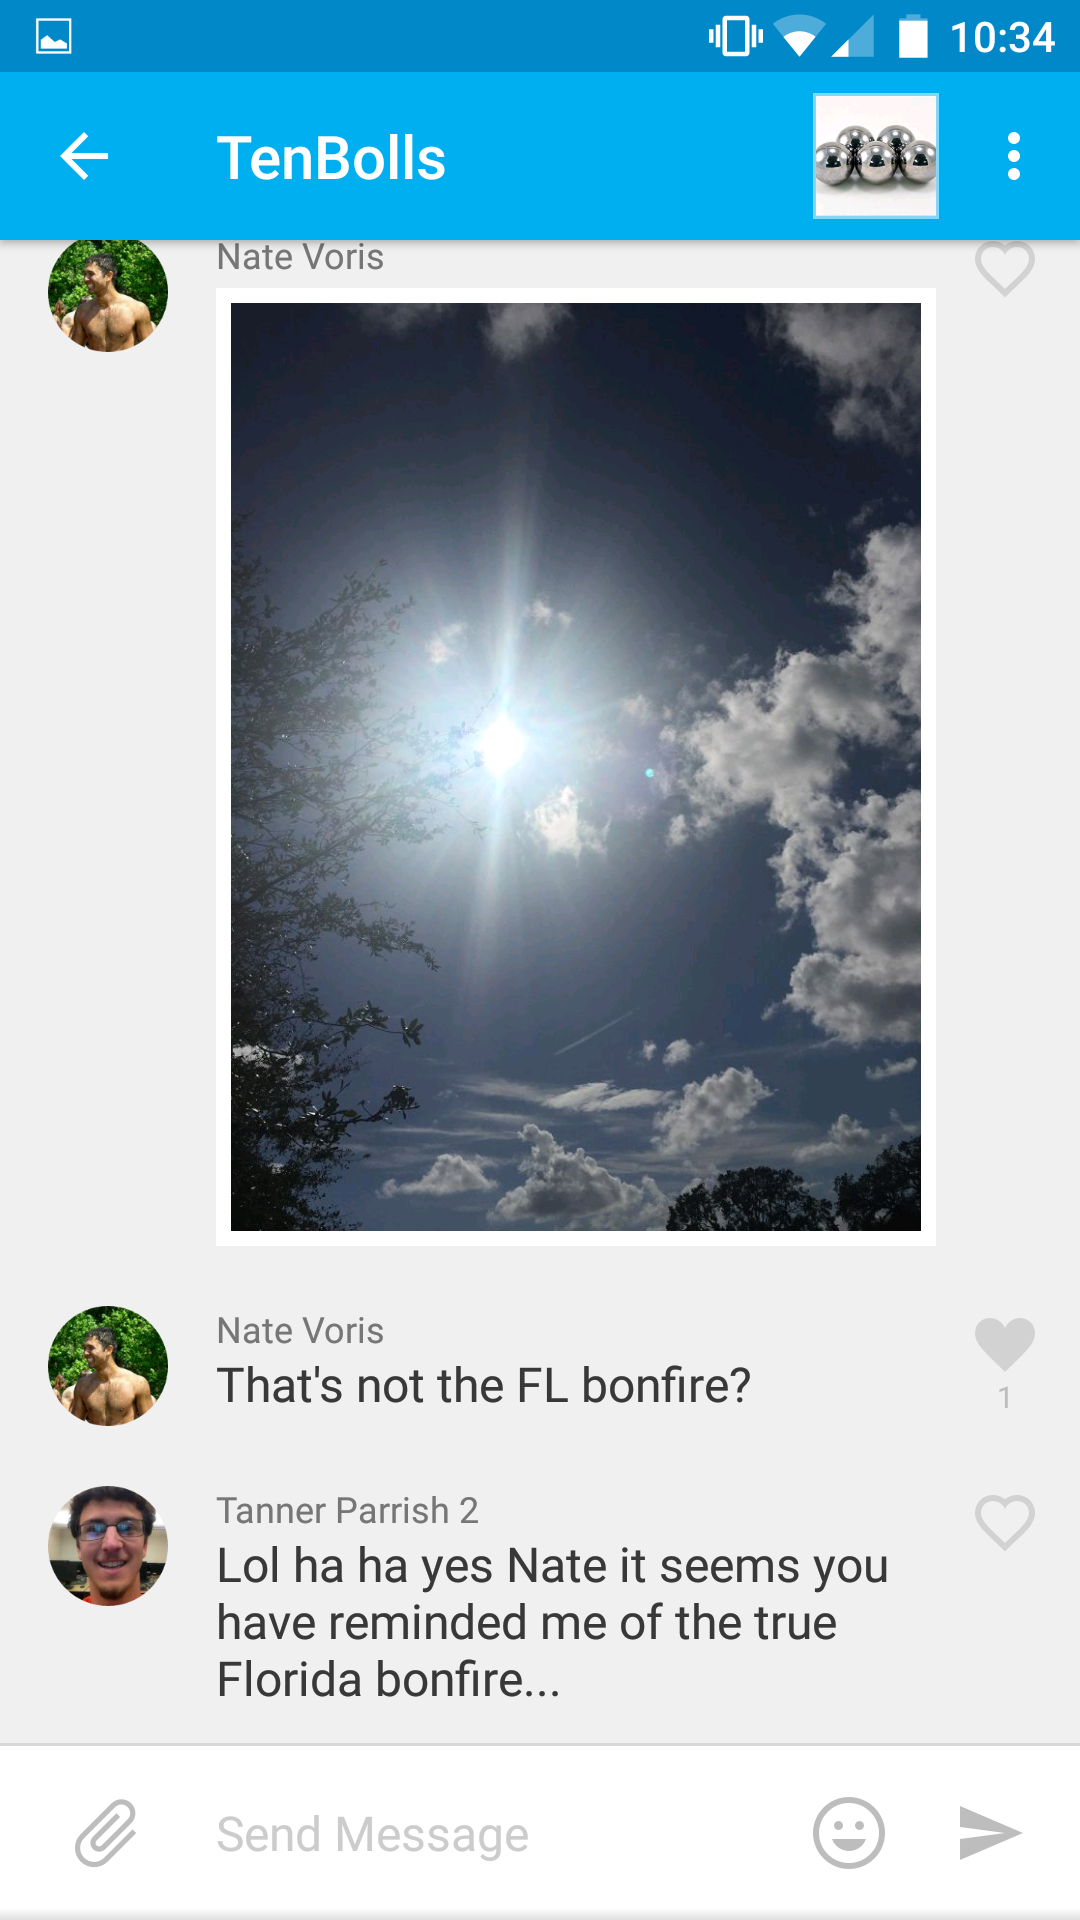 10:34
TenBolls
Nate Voris
Nate Voris
That's not the FL bonfire?
1
Tanner Parrish 2
Lol ha ha yes Nate it seems you
have reminded me of the true
Florida bonfire...
Send Message